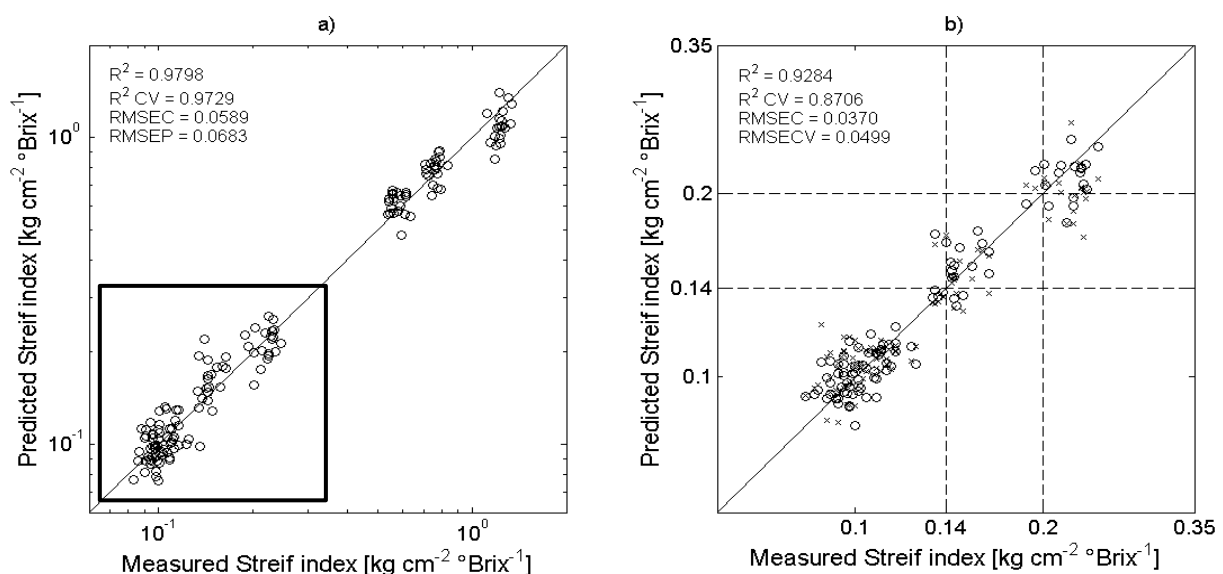 a)
R² = 0.9798
R² CV = 0.9729
RMSEC = 0.0589
RMSEP = 0.0683
10⁰
10⁻¹
Predicted Streif index [kg cm⁻² °Brix⁻¹]
10⁻¹ 10⁰
Measured Streif index [kg cm⁻² °Brix⁻¹]
b)
0.35
R² = 0.9284
R² CV = 0.8706
RMSEC = 0.0370
RMSECV = 0.0499
0.2
0.14
0.1
Predicted Streif index [kg cm⁻² °Brix⁻¹]
0.1 0.14 0.2 0.35
Measured Streif index [kg cm⁻² °Brix⁻¹]